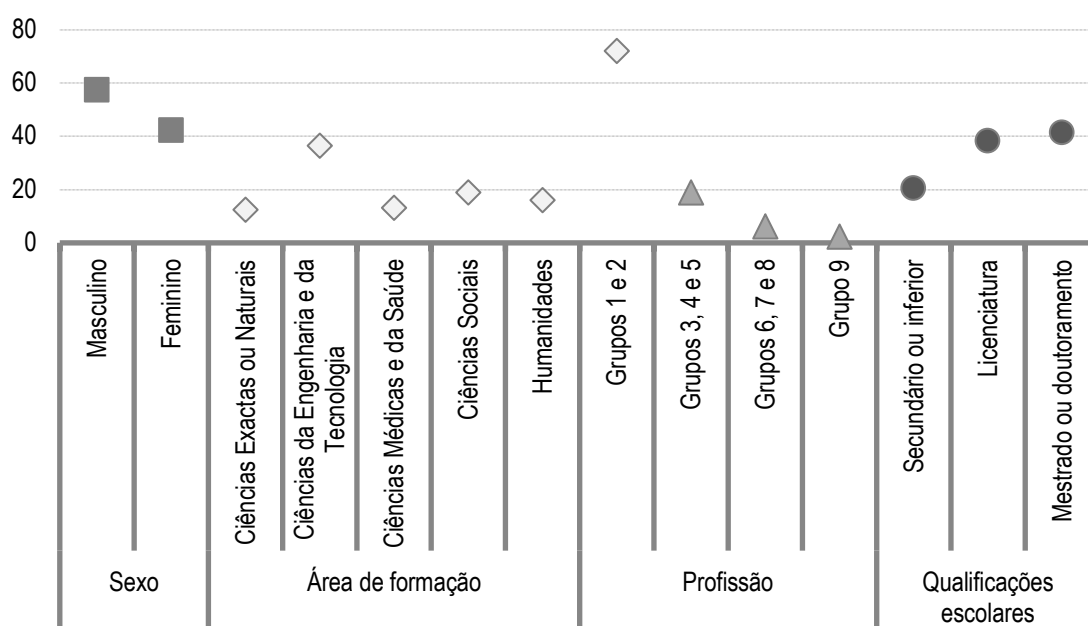 80
60
40
20
0
Masculino
Feminino
Ciências Exactas ou Naturais
Ciências da Engenharia e da
Tecnologia
Ciências Médicas e da Saúde
Ciências Sociais
Humanidades
Grupos 1 e 2
Grupos 3, 4 e 5
Grupos 6, 7 e 8
Grupo 9
Secundário ou inferior
Licenciatura
Mestrado ou doutoramento
Sexo
Área de formação
Profissão
Qualificações
escolares